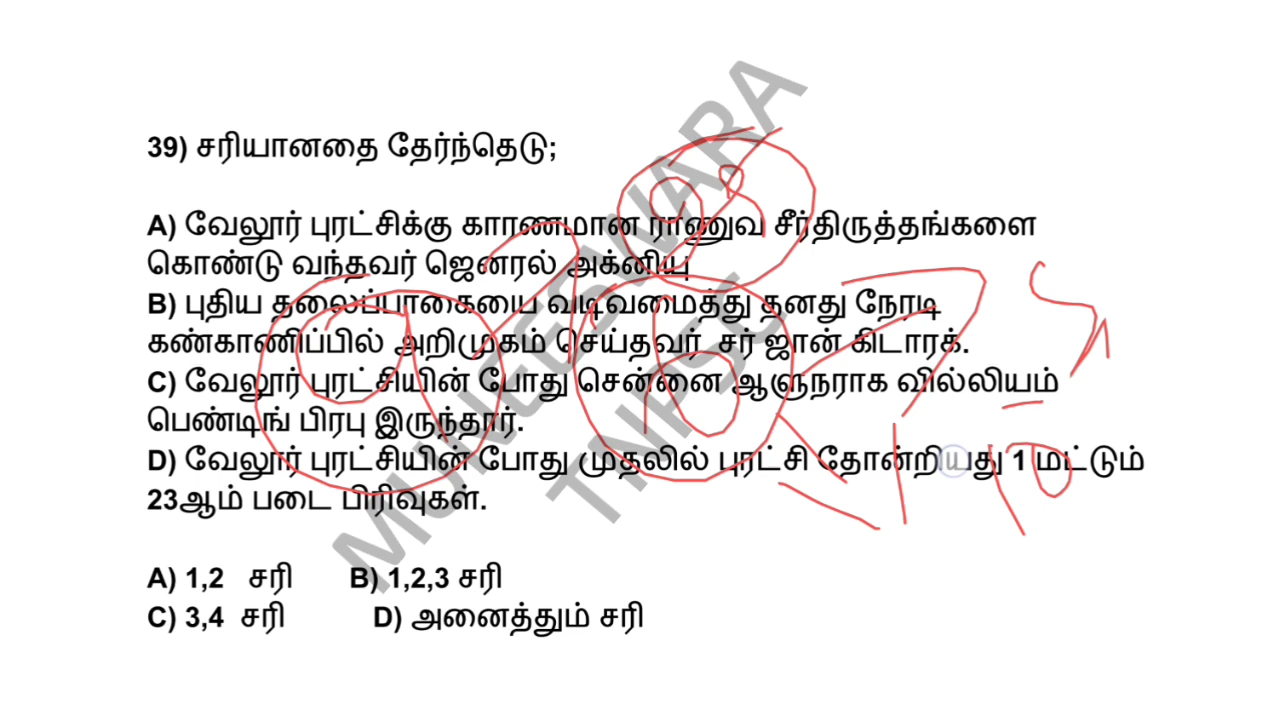 39) சரியானதை தேர்ந்தெடு;
A) வேலூர் புரட்சிக்கு காரணமான ராணுவ சீர்திருத்தங்களை
கொண்டு வந்தவர் ஜெனரல் அக்னியு
B) புதிய தலைப்பாகையை வடிவமைத்து தனது நேரடி
கண்காணிப்பில் அறிமுகம் செய்தவர் சர் ஜான் கிடாரக்.
C) வேலூர் புரட்சியின் போது சென்னை ஆளுநராக வில்லியம்
பெண்டிங் பிரபு இருந்தார்.
D) வேலூர் புரட்சியின் போது முதலில் புரட்சி தோன்றியது 1 மட்டும்
23ஆம் படை பிரிவுகள்.
A) 1,2 சரி B) 1,2,3 சரி
C) 3,4 சரி D) அனைத்தும் சரி
MUNEESWARA
TNPSC